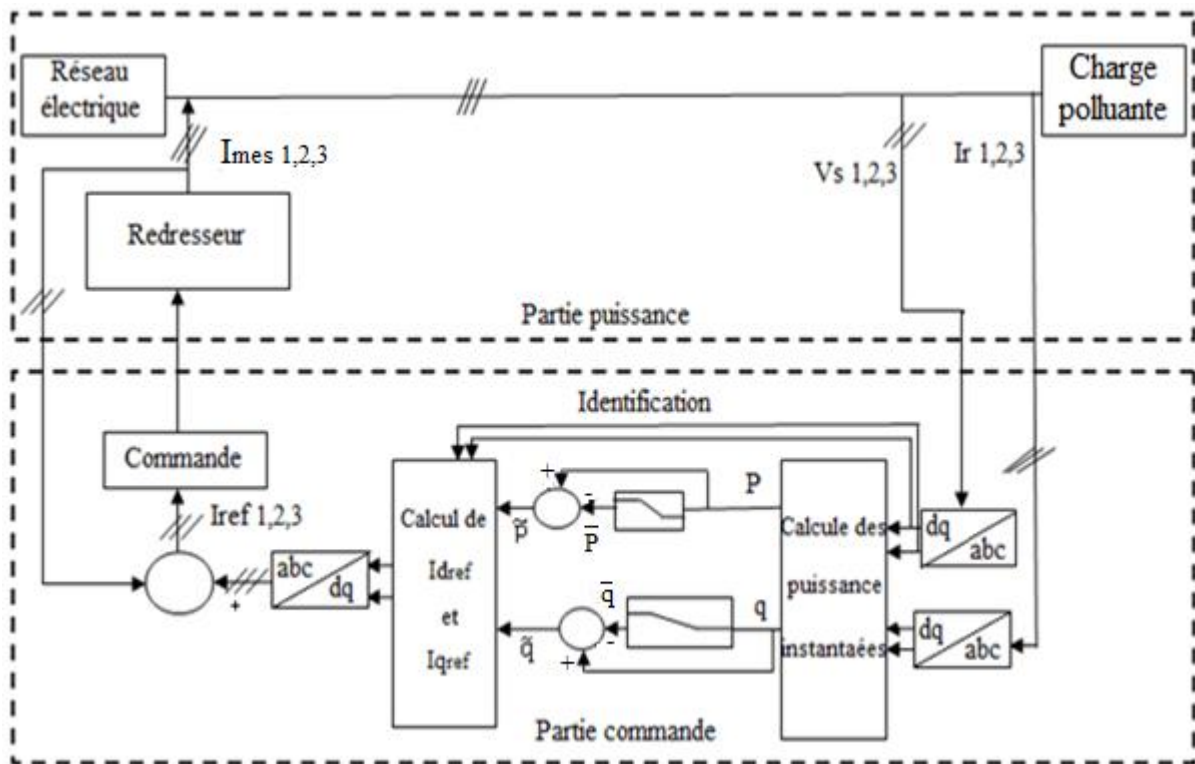 Réseau
électrique
Charge
polluante
Imes 1,2,3
Vs 1,2,3
Ir 1,2,3
Redresseur
Partie puissance
Identification
Commande
Iref 1,2,3
+
abc
dq
Calcul de
Idref
et
Iqref
+
-
p̃
P̄
P
q̃
q̄
-
+
q
Calcule des
puissance
instantaées
dq
abc
dq
abc
Partie commande